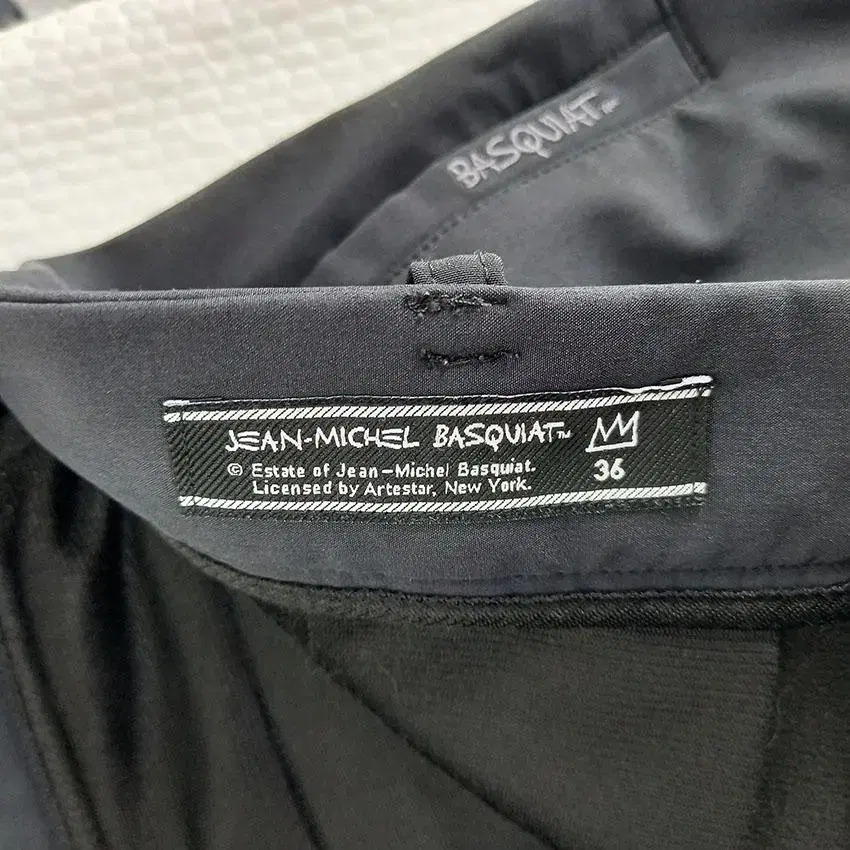 BASQUIAT™
JEAN-MICHEL BASQUIAT™
© Estate of Jean-Michel Basquiat.
36
Licensed by Artestar, New York.